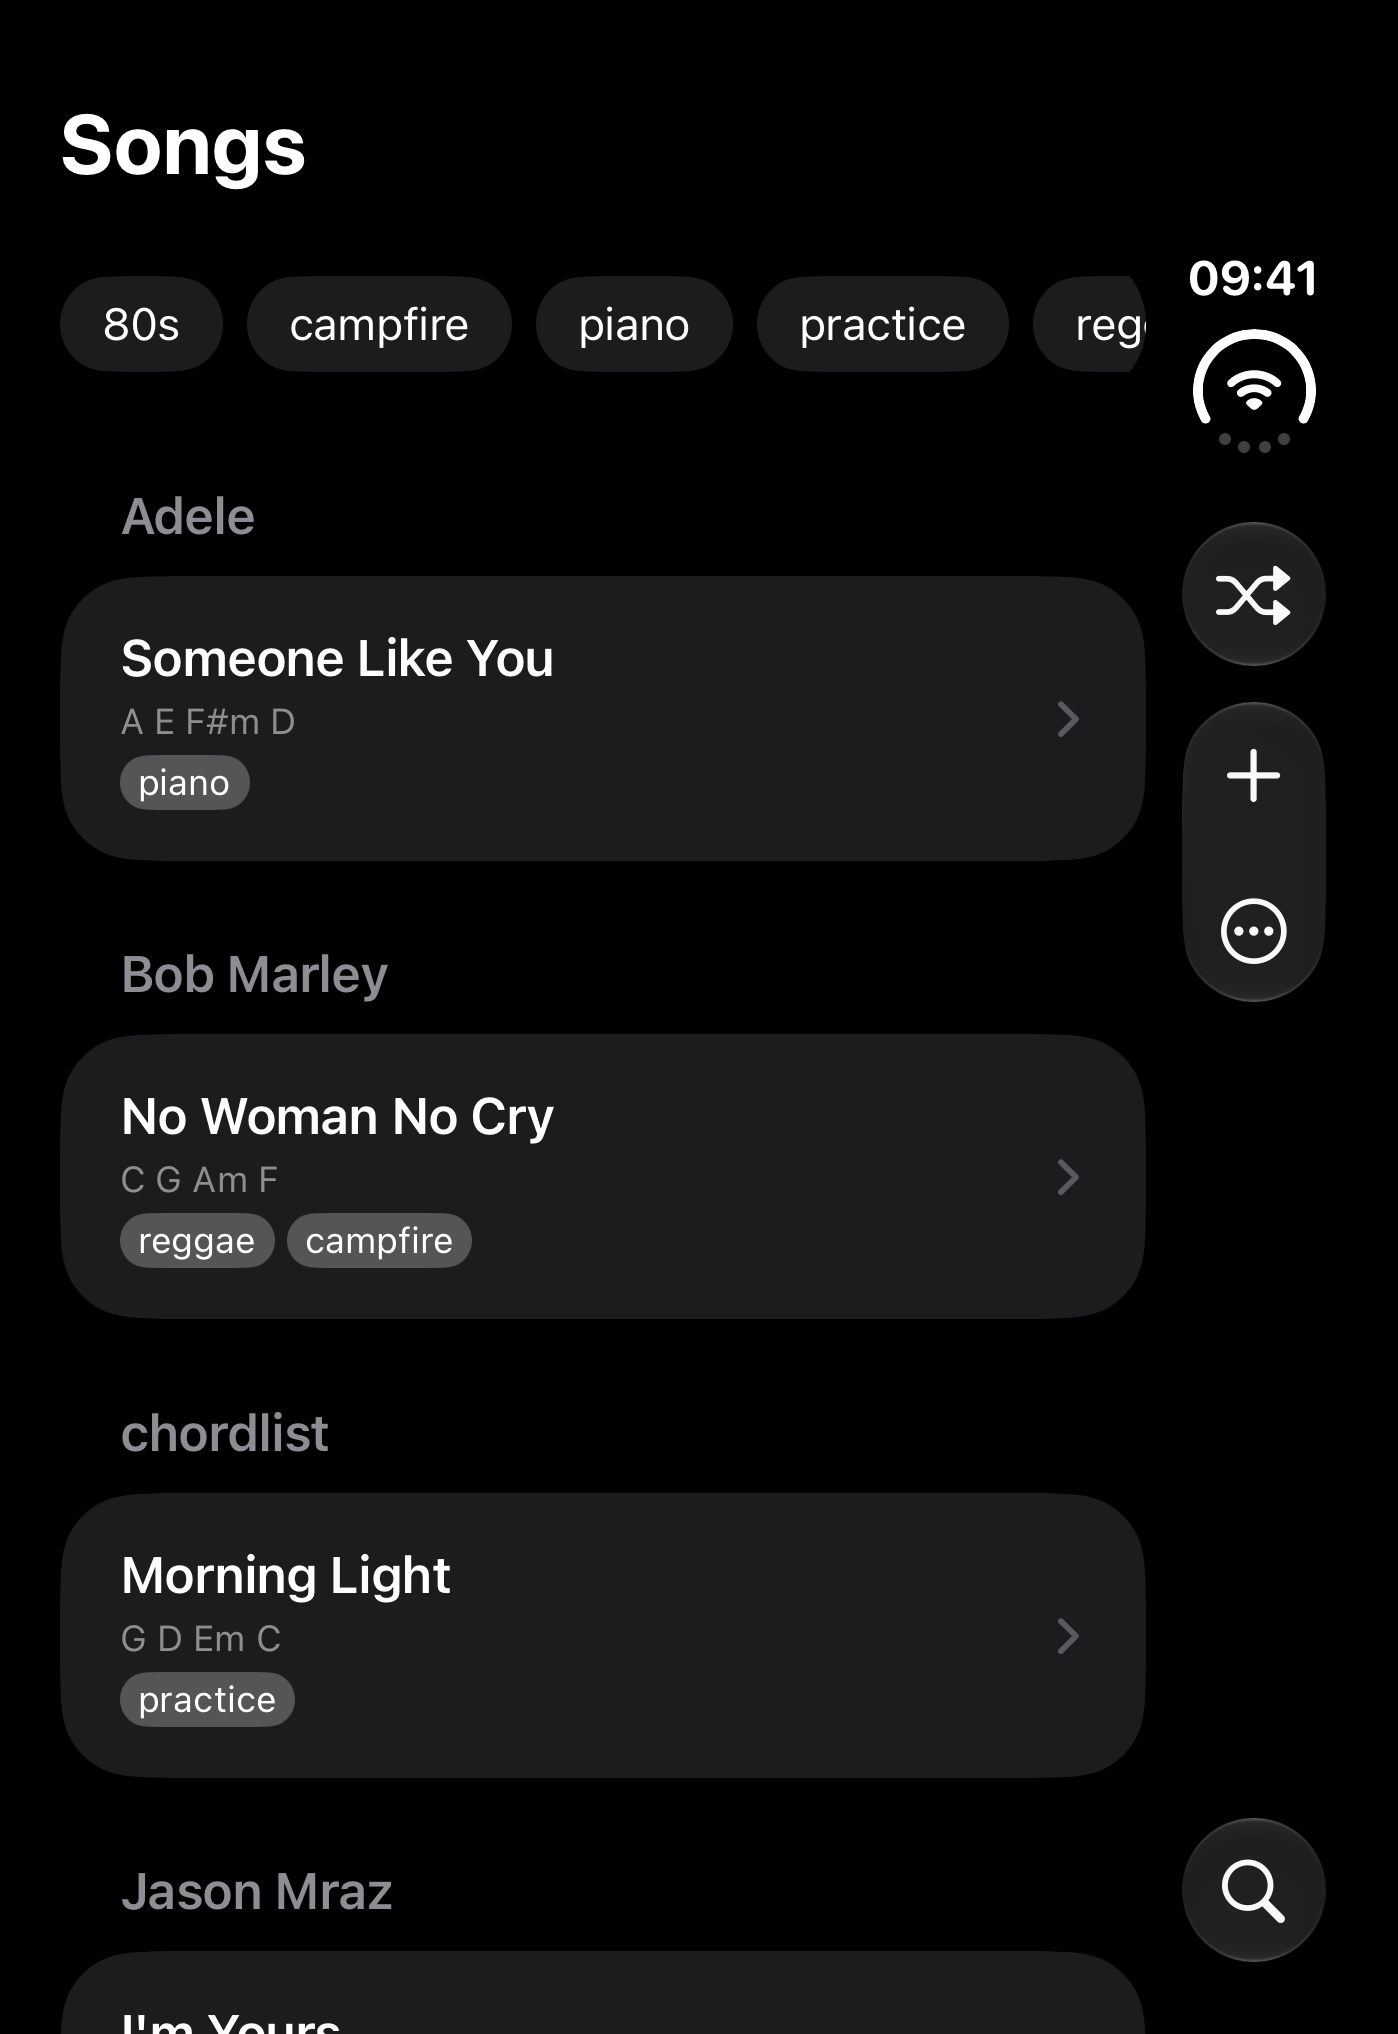 Songs
80s
campfire
piano
practice
09:41
Adele
Someone Like You
A E F#m D
piano
Bob Marley
No Woman No Cry
C G Am F
reggae campfire
chordlist
Morning Light
G D Em C
practice
Jason Mraz
I'm Yours